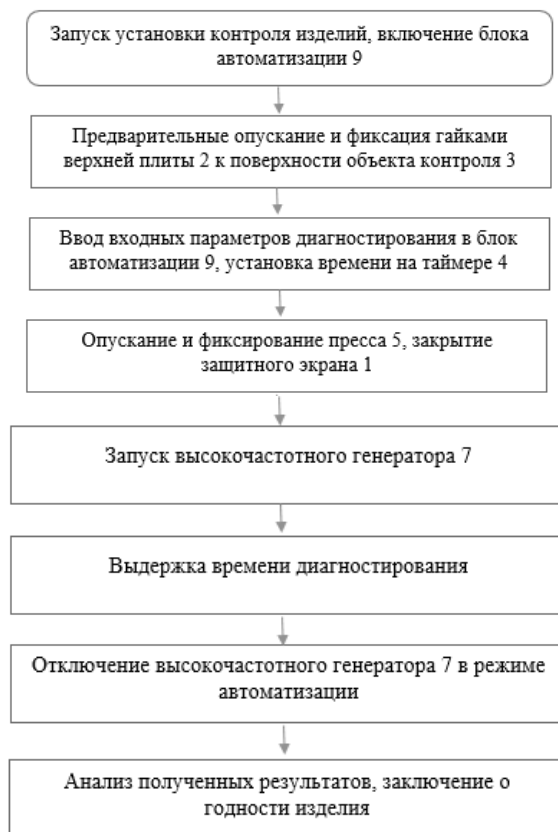 Запуск установки контроля изделий, включение блока
автоматизации 9
Предварительные опускание и фиксация гайками
верхней плиты 2 к поверхности объекта контроля 3
Ввод входных параметров диагностирования в блок
автоматизации 9, установка времени на таймере 4
Опускание и фиксирование пресса 5, закрытие
защитного экрана 1
Запуск высокочастотного генератора 7
Выдержка времени диагностирования
Отключение высокочастотного генератора 7 в режиме
автоматизации
Анализ полученных результатов, заключение о
годности изделия